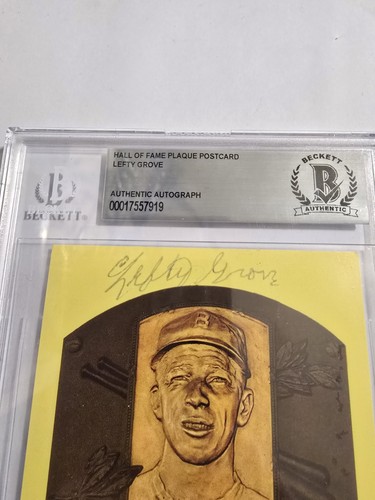 HALL OF FAME PLAQUE POSTCARD
LEFTY GROVE
AUTHENTIC AUTOGRAPH
00017557919
BECKETT
B
AUTHENTIC
B
BECKETT
Lefty Grove
B